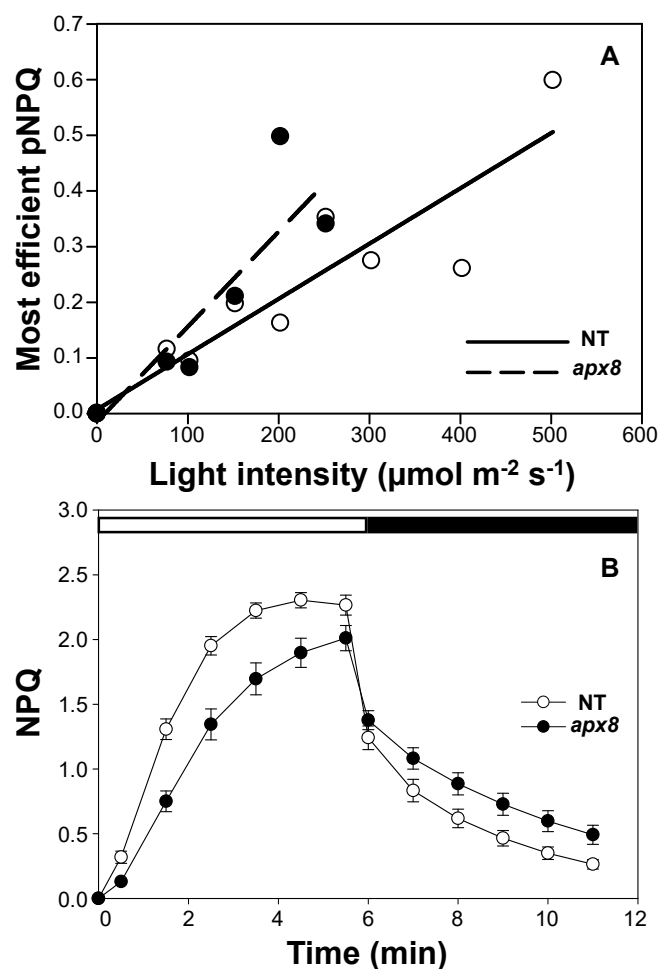 0.7
A
0.6
0.5
0.4
0.3
0.2
0.1
0.0
Most efficient pNPQ
NT
apx8
0 100 200 300 400 500 600
Light intensity (µmol m-2 s-1)
3.0
B
2.5
2.0
1.5
1.0
0.5
0.0
NPQ
NT
apx8
0 2 4 6 8 10 12
Time (min)